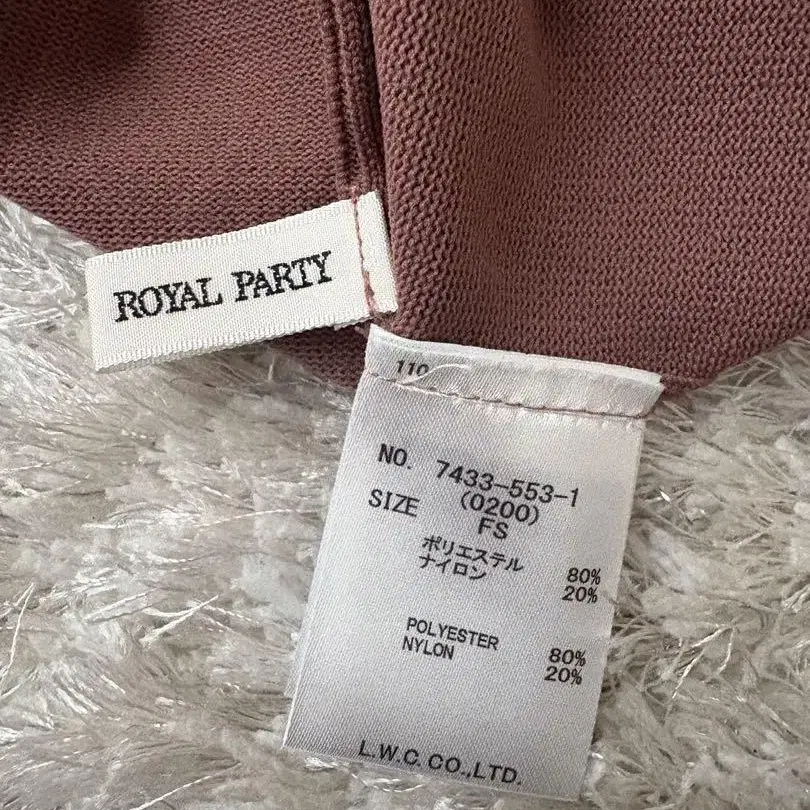 ROYAL PARTY
110
NO. 7433-553-1
(0200)
SIZE FS
ポリエステル 80%
ナイロン 20%
POLYESTER 80%
NYLON 20%
L.W.C.CO.,LTD.